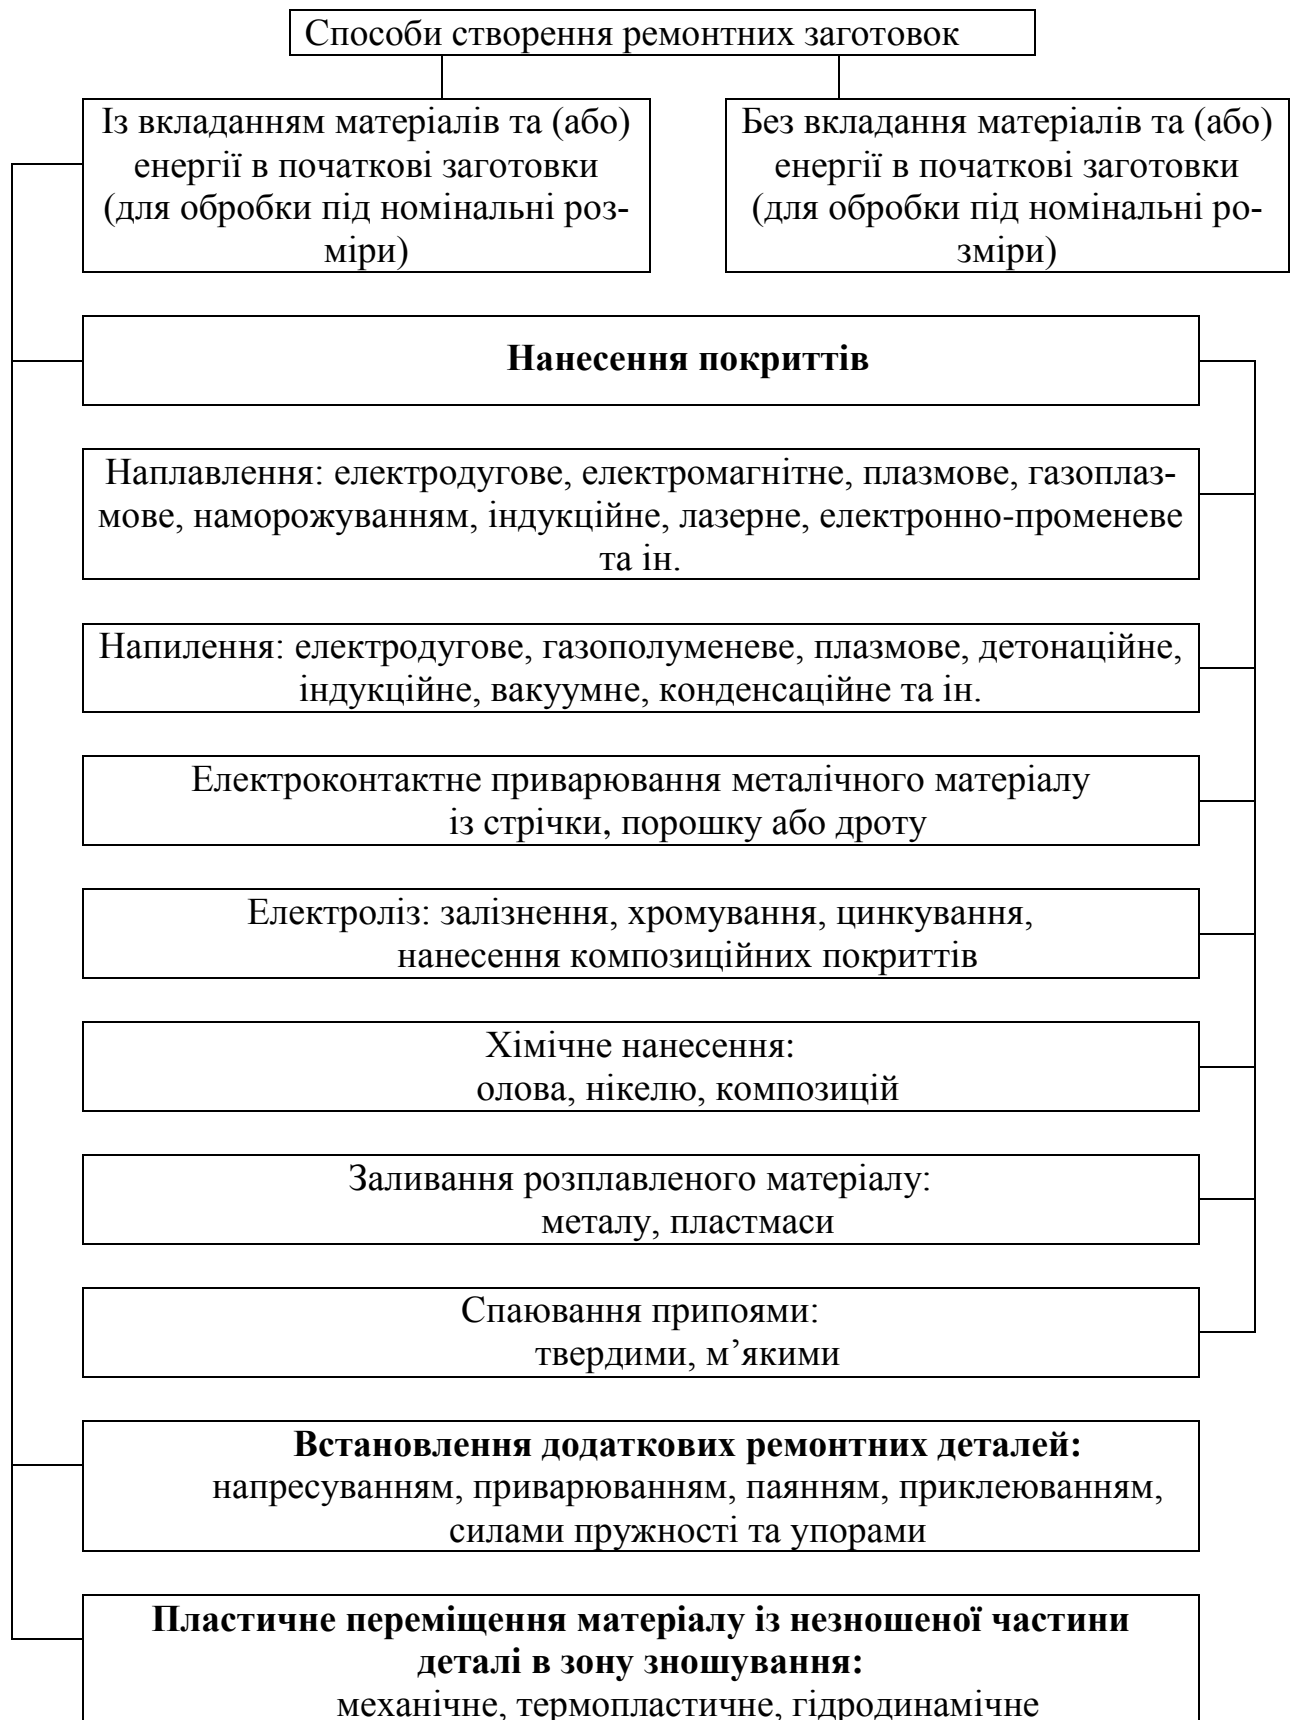 Способи створення ремонтних заготовок
Із вкладанням матеріалів та (або)
енергії в початкові заготовки
(для обробки під номінальні роз-
міри)
Без вкладання матеріалів та (або)
енергії в початкові заготовки
(для обробки під номінальні ро-
зміри)
Нанесення покриттів
Наплавлення: електродугове, електромагнітне, плазмове, газоплаз-
мове, наморожуванням, індукційне, лазерне, електронно-променеве
та ін.
Напилення: електродугове, газополуменеве, плазмове, детонаційне,
індукційне, вакуумне, конденсаційне та ін.
Електроконтактне приварювання металічного матеріалу
із стрічки, порошку або дроту
Електроліз: залізнення, хромування, цинкування,
нанесення композиційних покриттів
Хімічне нанесення:
олова, нікелю, композицій
Заливання розплавленого матеріалу:
металу, пластмаси
Спаювання припоями:
твердими, м’якими
Встановлення додаткових ремонтних деталей:
напресуванням, приварюванням, паянням, приклеюванням,
силами пружності та упорами
Пластичне переміщення матеріалу із незношеної частини
деталі в зону зношування:
механічне, термопластичне, гідродинамічне